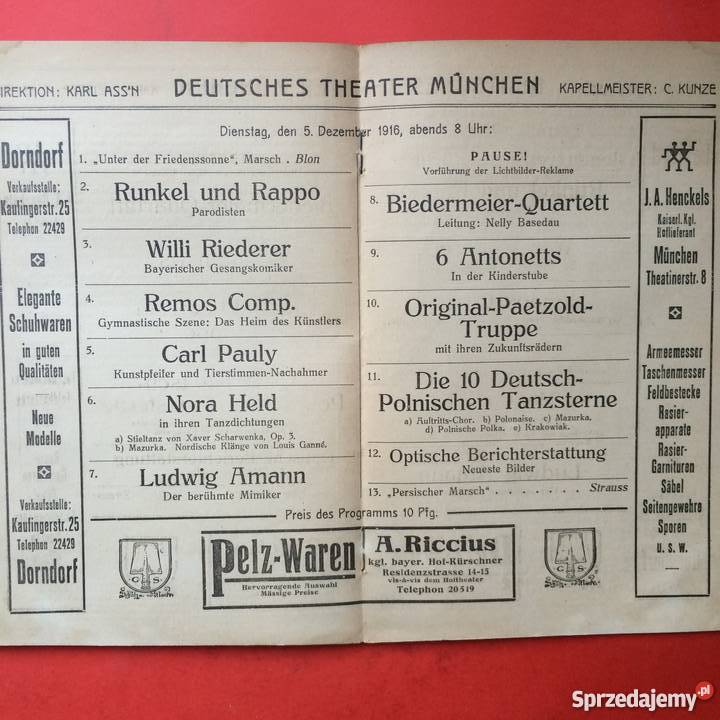 DIREKTION: KARL ASS'N
DEUTSCHES THEATER MÜNCHEN
KAPELLMEISTER: C. KUNZE
Dorndorf
Verkaufsstelle:
Kaufingerstr. 25
Telephon 22429
Elegante
Schuhwaren
in guten
Qualitäten
Neue
Modelle
Verkaufsstelle:
Kaufingerstr. 25
Telephon 22429
Dorndorf
Dienstag, den 5. Dezember 1916, abends 8 Uhr:
1. „Unter der Friedenssonne“, Marsch . Blon
2.
Runkel und Rappo
Parodisten
3.
Willi Riederer
Bayerischer Gesangskomiker
4.
Remos Comp.
Gymnastische Szene: Das Heim des Künstlers
5.
Carl Pauly
Kunstpfeifer und Tierstimmen-Nachahmer
6.
Nora Held
in ihren Tanzdichtungen
a) Stieltanz von Xaver Scharwenka, Op. 3.
b) Mazurka. Nordische Klänge von Louis Ganné.
7.
Ludwig Amann
Der berühmte Mimiker
PAUSE!
Vorführung der Lichtbilder-Reklame
8.
Biedermeier-Quartett
Leitung: Nelly Basedau
9.
6 Antonetts
In der Kinderstube
10.
Original-Paetzold-
Truppe
mit ihren Zukunftsrädern
11.
Die 10 Deutsch-
Polnischen Tanzsterne
a) Auftritts-Chor. b) Polonaise. c) Mazurka.
d) Polnische Polka. e) Krakowiak.
12.
Optische Berichterstattung
Neueste Bilder
13. „Persischer Marsch“ . . . . . . . Strauss
Preis des Programms 10 Pfg.
J. A. Henckels
Kaiserl. Kgl.
Hoflieferant
München
Theatinerstr. 8
Armeemesser
Taschenmesser
Feldbestecke
Rasier-
apparate
Rasier-
Garnituren
Säbel
Seitengewehre
Sporen
u. s. w.
G S
Pelz-Waren
Hervorragende Auswahl
Mässige Preise
A. Riccius
kgl. bayer. Hof-Kürschner
Residenzstrasse 14-15
vis-à-vis dem Hoftheater
Telephon 20519
G S
Sprzedajemy.pl